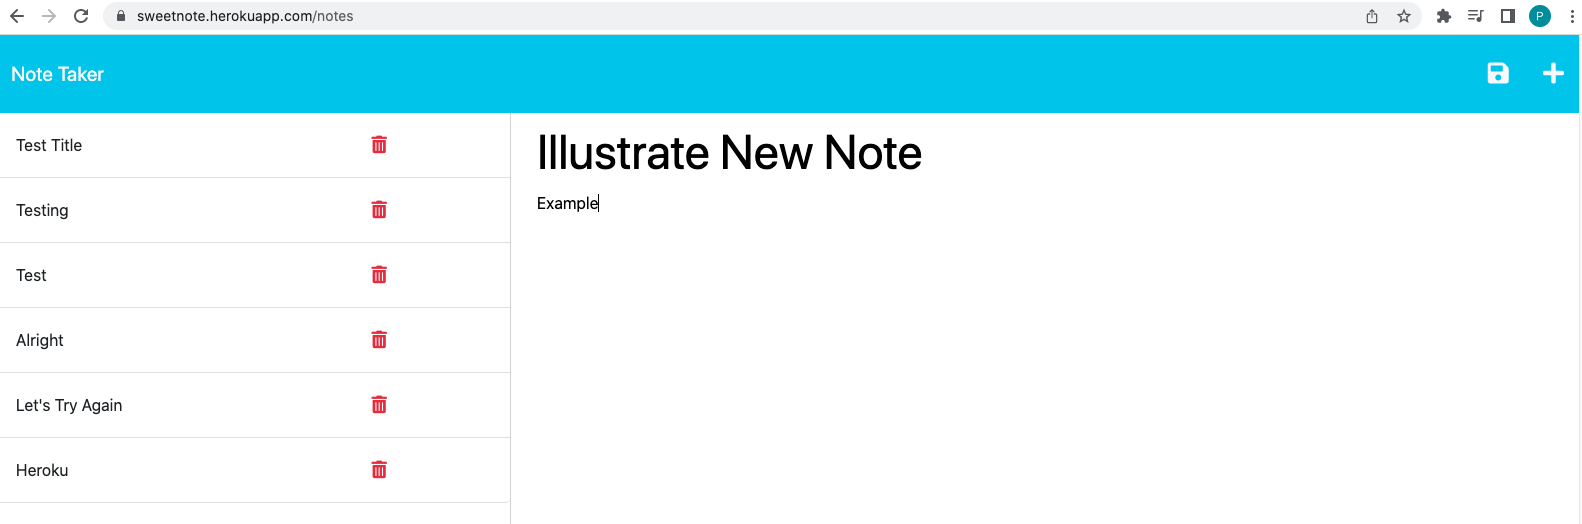 sweetnote.herokuapp.com/notes
P
Note Taker
Test Title
Testing
Test
Alright
Let's Try Again
Heroku
Illustrate New Note
Example